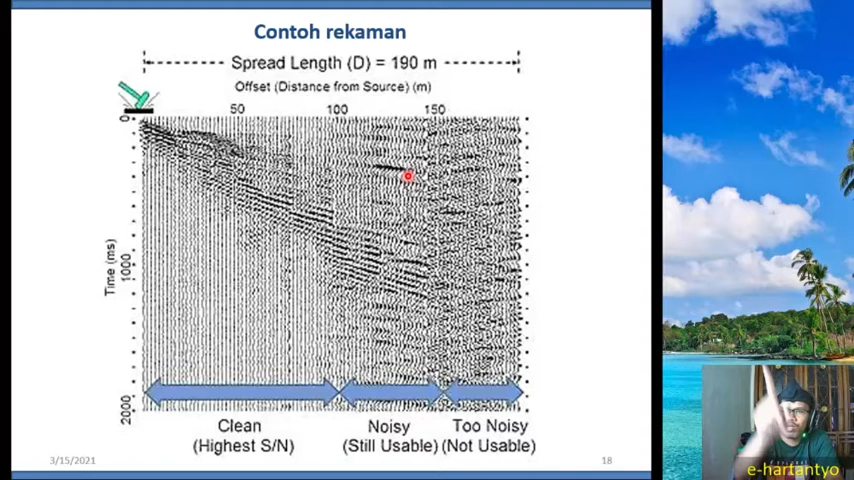 Contoh rekaman
Spread Length (D) = 190 m
Offset (Distance from Source) (m)
50 100 150
0
Time (ms)
1000
2000
Clean
(Highest S/N)
Noisy
(Still Usable)
Too Noisy
(Not Usable)
3/15/2021
18
e-hartantyo